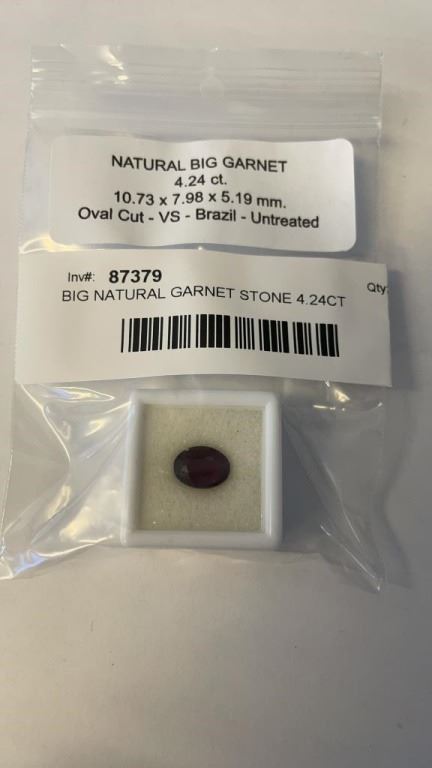 NATURAL BIG GARNET
4.24 ct.
10.73 x 7.98 x 5.19 mm.
Oval Cut - VS - Brazil - Untreated
Inv#: 87379 Qty:
BIG NATURAL GARNET STONE 4.24CT